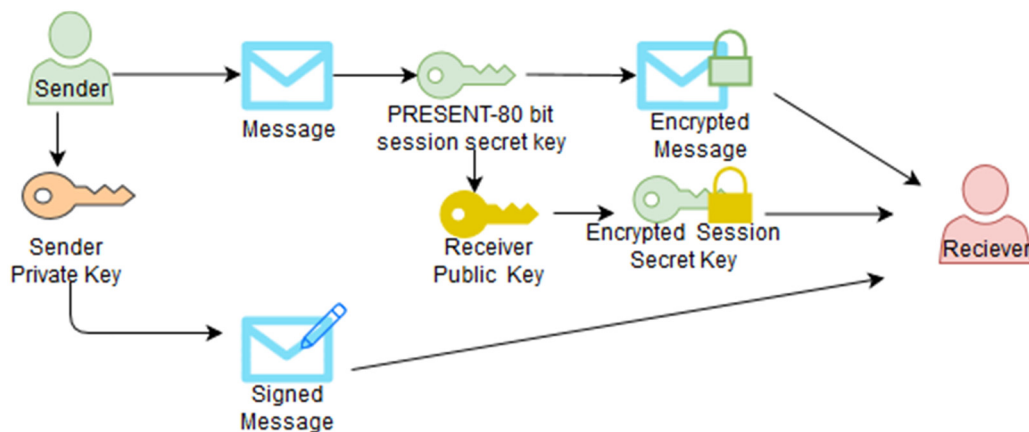 Sender
Message
PRESENT-80 bit
session secret key
Encrypted
Message
Sender
Private Key
Receiver
Public Key
Encrypted Session
Secret Key
Reciever
Signed
Message